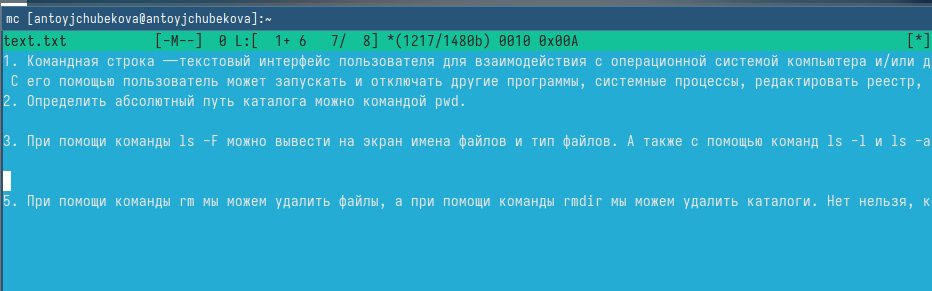 mc [antoyjchubekova@antoyjchubekova]:~
text.txt [-M--] 0 L:[ 1+ 6 7/ 8] *(1217/1480b) 0010 0x00A [*]
1. Командная строка —текстовый интерфейс пользователя для взаимодействия с операционной системой компьютера и/или д
С его помощью пользователь может запускать и отключать другие программы, системные процессы, редактировать реестр,
2. Определить абсолютный путь каталога можно командой pwd.
3. При помощи команды ls -F можно вывести на экран имена файлов и тип файлов. А также с помощью команд ls -l и ls -a
5. При помощи команды rm мы можем удалить файлы, а при помощи команды rmdir мы можем удалить каталоги. Нет нельзя, к